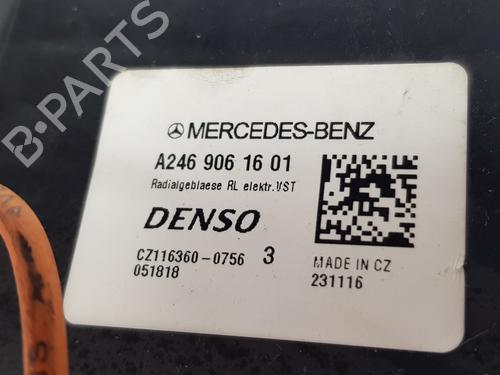 MERCEDES-BENZ
A246 906 16 01
Radialgeblaese RL elektr.VST
DENSO
CZ116360-0756 3
051818
MADE IN CZ
231116
B-PARTS